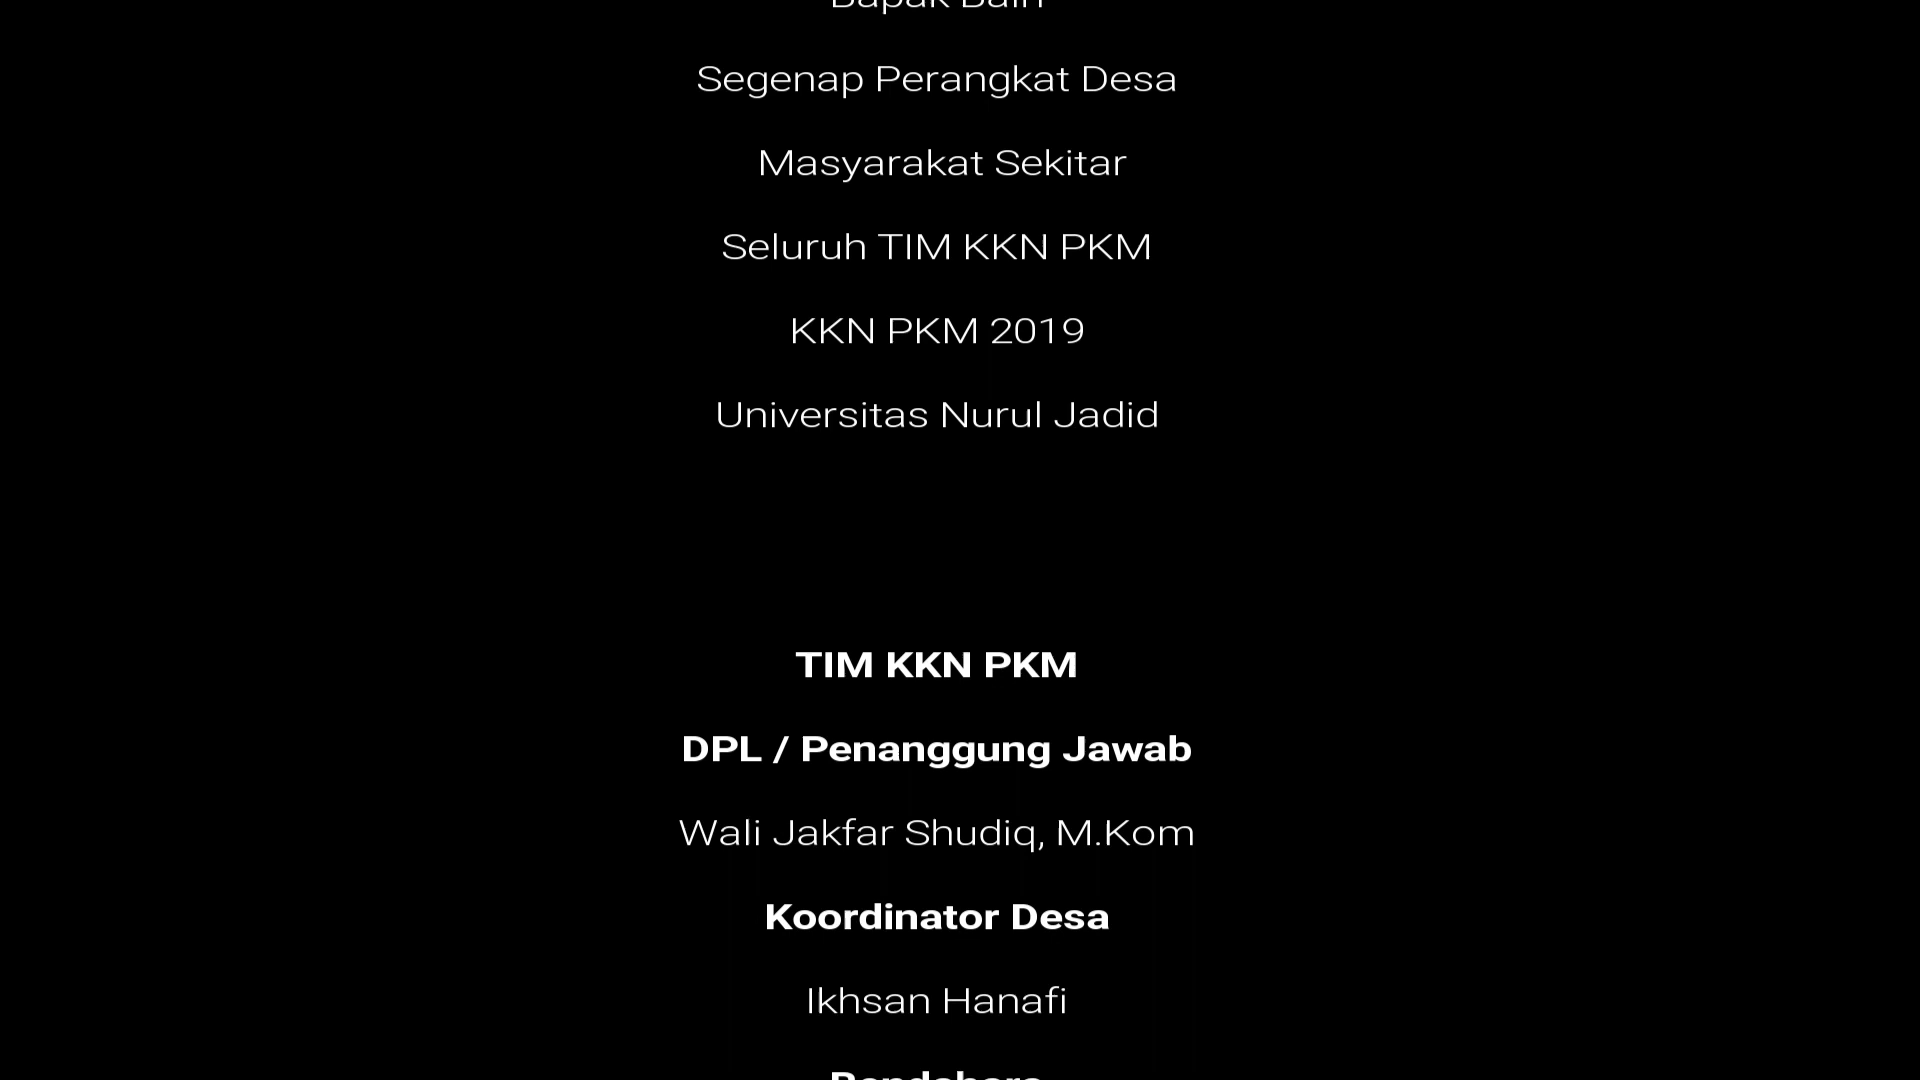 Bapak
Segenap Perangkat Desa
Masyarakat Sekitar
Seluruh TIM KKN PKM
KKN PKM 2019
Universitas Nurul Jadid
TIM KKN PKM
DPL / Penanggung Jawab
Wali Jakfar Shudiq, M.Kom
Koordinator Desa
Ikhsan Hanafi